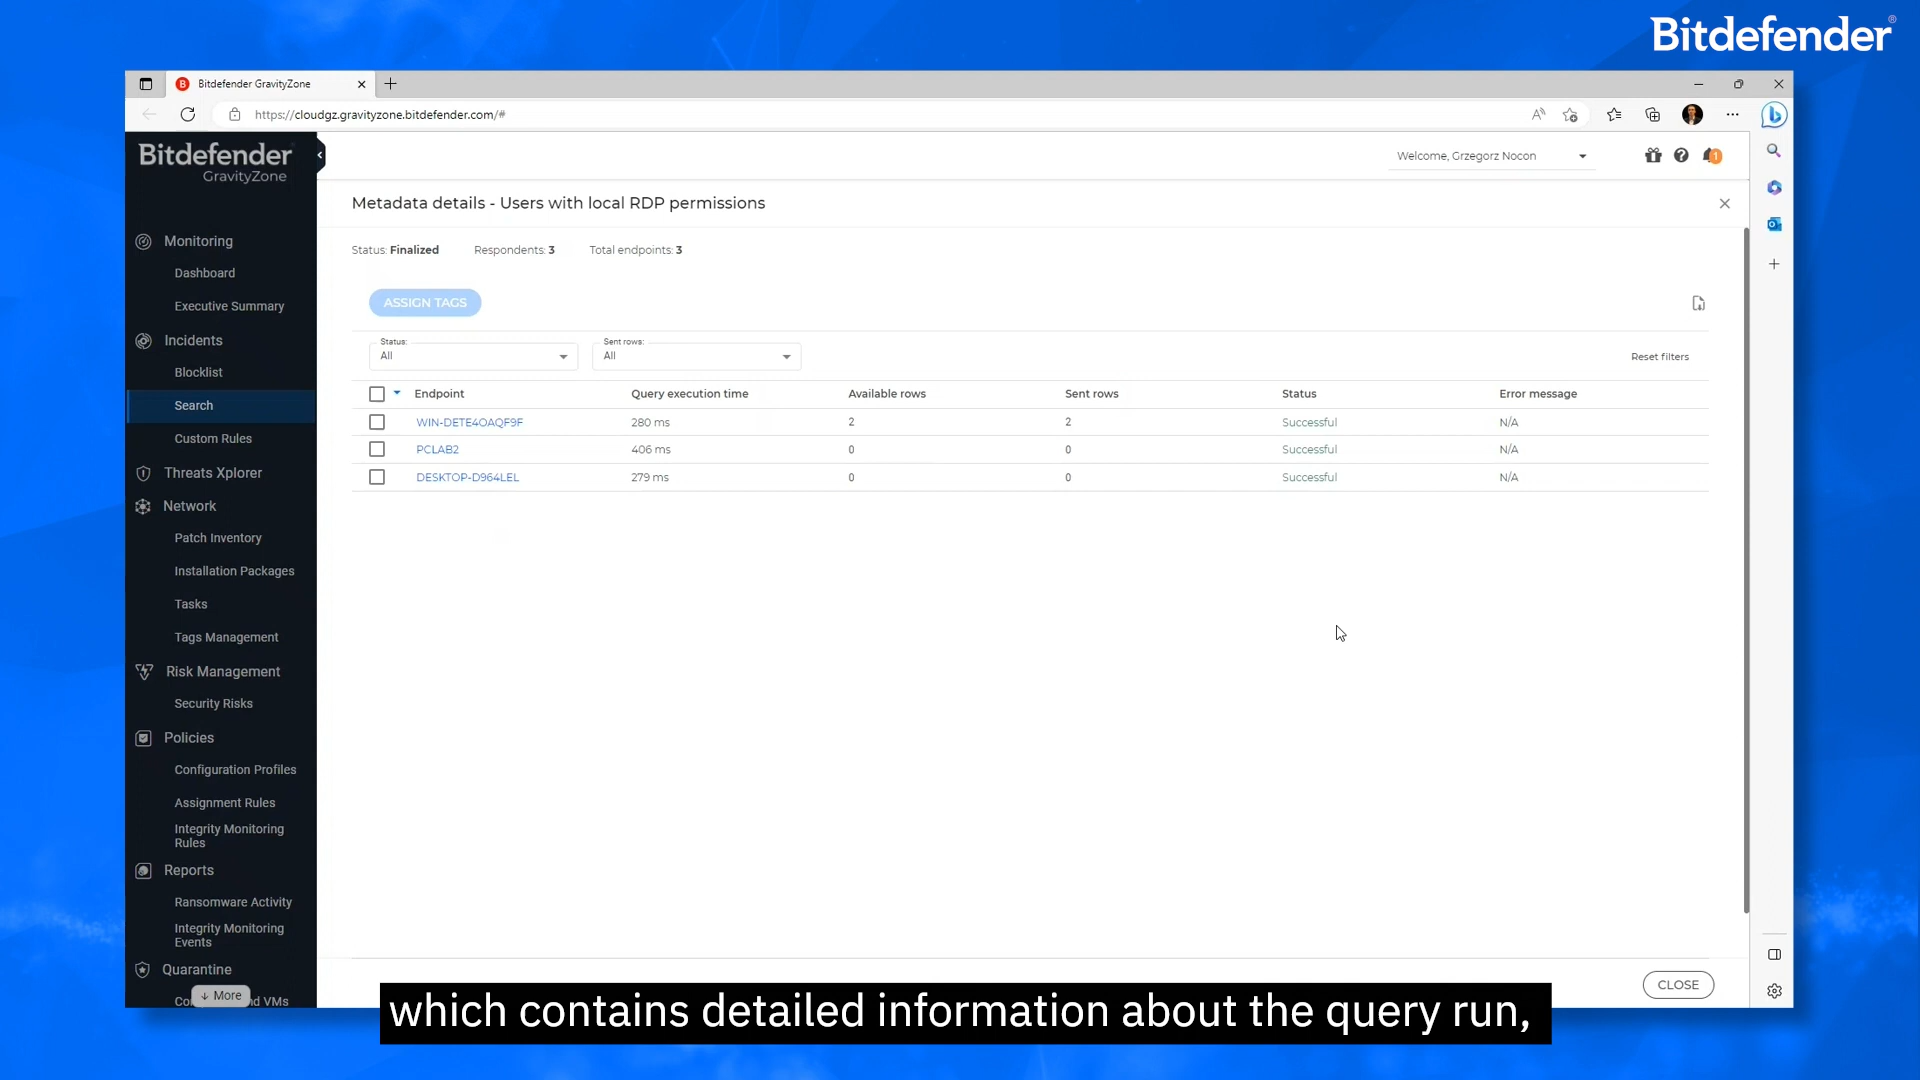 Bitdefender®
Bitdefender GravityZone
https://cloudgz.gravityzone.bitdefender.com/#
Bitdefender
GravityZone
Welcome, Grzegorz Nocon
1
Metadata details - Users with local RDP permissions
Status: Finalized Respondents: 3 Total endpoints: 3
ASSIGN TAGS
Status: All
Sent rows: All
Reset filters
Endpoint Query execution time Available rows Sent rows Status Error message
WIN-DETE4OAQF9F 280 ms 2 2 Successful N/A
PCLAB2 406 ms 0 0 Successful N/A
DESKTOP-D964LEL 279 ms 0 0 Successful N/A
Monitoring
Dashboard
Executive Summary
Incidents
Blocklist
Search
Custom Rules
Threats Xplorer
Network
Patch Inventory
Installation Packages
Tasks
Tags Management
Risk Management
Security Risks
Policies
Configuration Profiles
Assignment Rules
Integrity Monitoring
Rules
Reports
Ransomware Activity
Integrity Monitoring
Events
Quarantine
More
VMs
CLOSE
which contains detailed information about the query run,